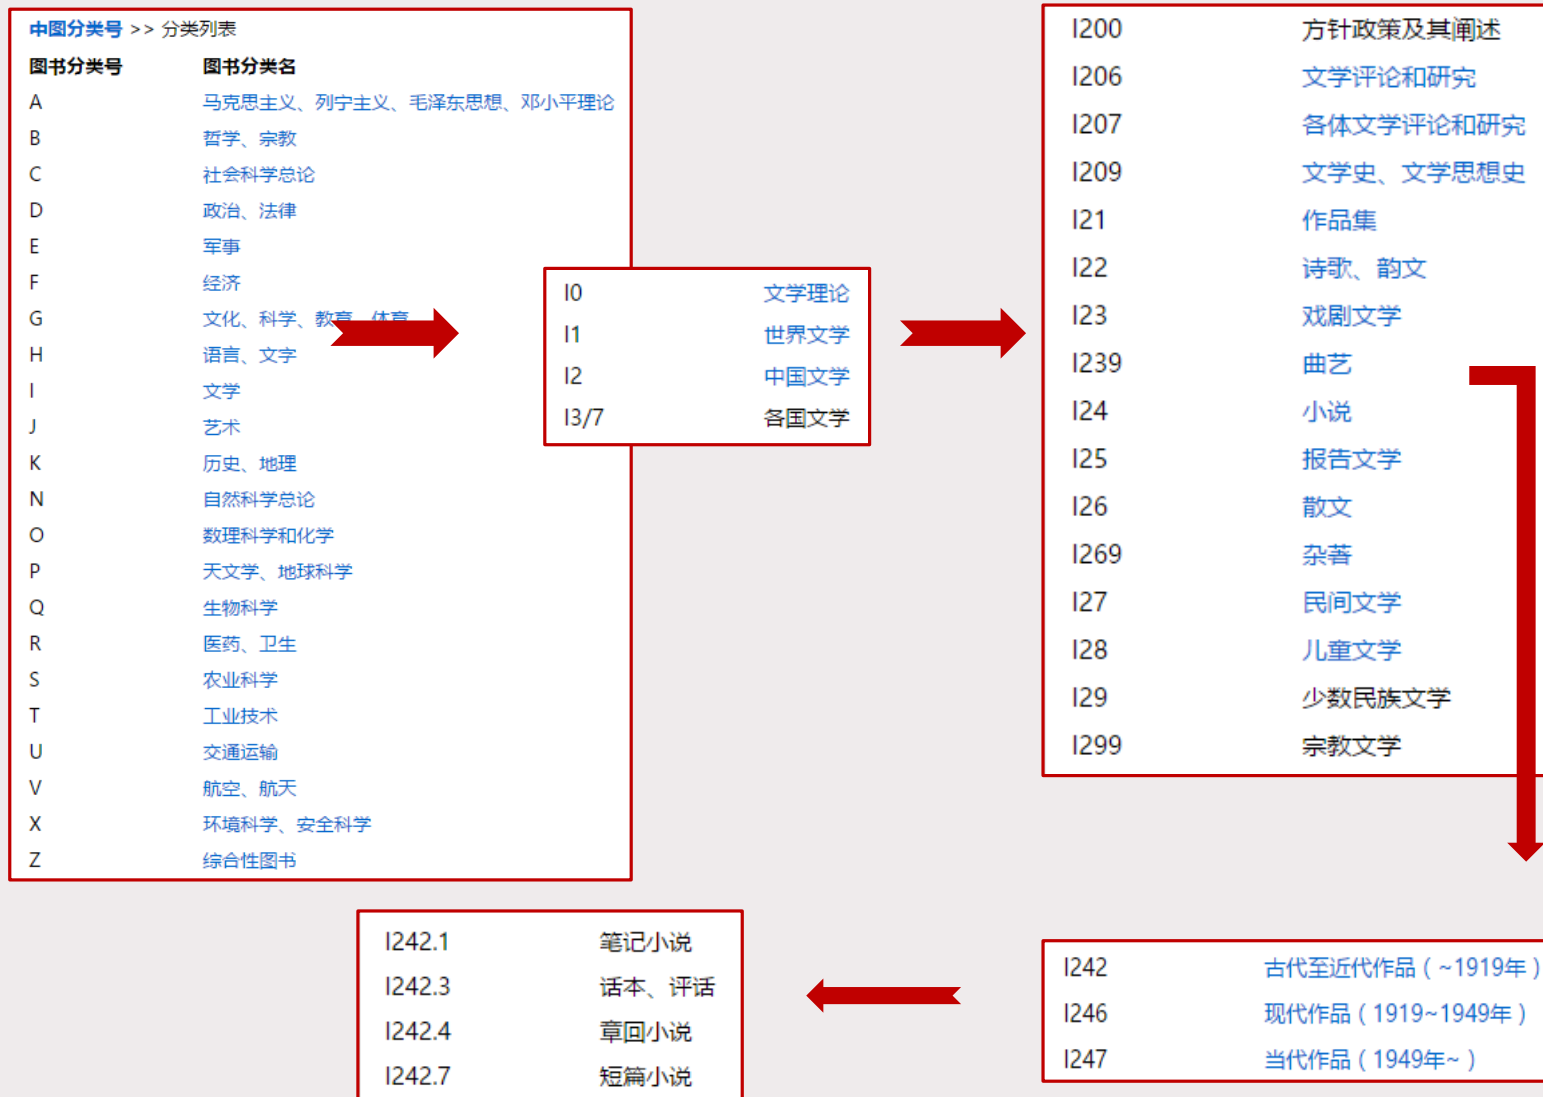 中图分类号 >> 分类列表
图书分类号 图书分类名
A 马克思主义、列宁主义、毛泽东思想、邓小平理论
B 哲学、宗教
C 社会科学总论
D 政治、法律
E 军事
F 经济
G 文化、科学、教育、体育
H 语言、文字
I 文学
J 艺术
K 历史、地理
N 自然科学总论
O 数理科学和化学
P 天文学、地球科学
Q 生物科学
R 医药、卫生
S 农业科学
T 工业技术
U 交通运输
V 航空、航天
X 环境科学、安全科学
Z 综合性图书
I0 文学理论
I1 世界文学
I2 中国文学
I3/7 各国文学
I200 方针政策及其阐述
I206 文学评论和研究
I207 各体文学评论和研究
I209 文学史、文学思想史
I21 作品集
I22 诗歌、韵文
I23 戏剧文学
I239 曲艺
I24 小说
I25 报告文学
I26 散文
I269 杂著
I27 民间文学
I28 儿童文学
I29 少数民族文学
I299 宗教文学
I242 古代至近代作品（~1919年）
I246 现代作品（1919~1949年）
I247 当代作品（1949年~）
I242.1 笔记小说
I242.3 话本、评话
I242.4 章回小说
I242.7 短篇小说